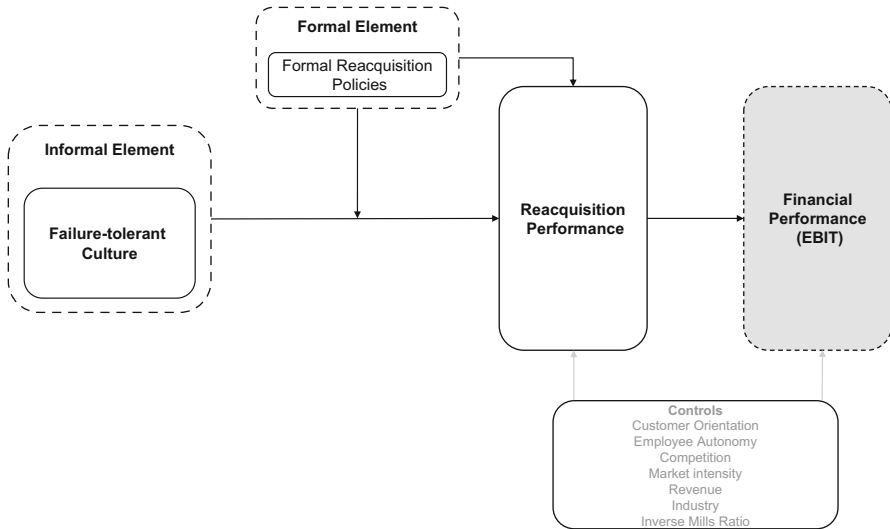 Formal Element
Formal Reacquisition
Policies
Informal Element
Failure-tolerant
Culture
Reacquisition
Performance
Financial
Performance
(EBIT)
Controls
Customer Orientation
Employee Autonomy
Competition
Market intensity
Revenue
Industry
Inverse Mills Ratio